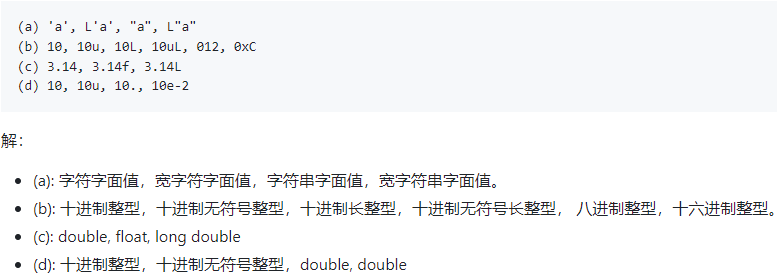 (a) 'a', L'a', "a", L"a"
(b) 10, 10u, 10L, 10uL, 012, 0xC
(c) 3.14, 3.14f, 3.14L
(d) 10, 10u, 10., 10e-2
解：
• (a): 字符字面值，宽字符字面值，字符串字面值，宽字符串字面值。
• (b): 十进制整型，十进制无符号整型，十进制长整型，十进制无符号长整型， 八进制整型，十六进制整型。
• (c): double, float, long double
• (d): 十进制整型，十进制无符号整型，double, double